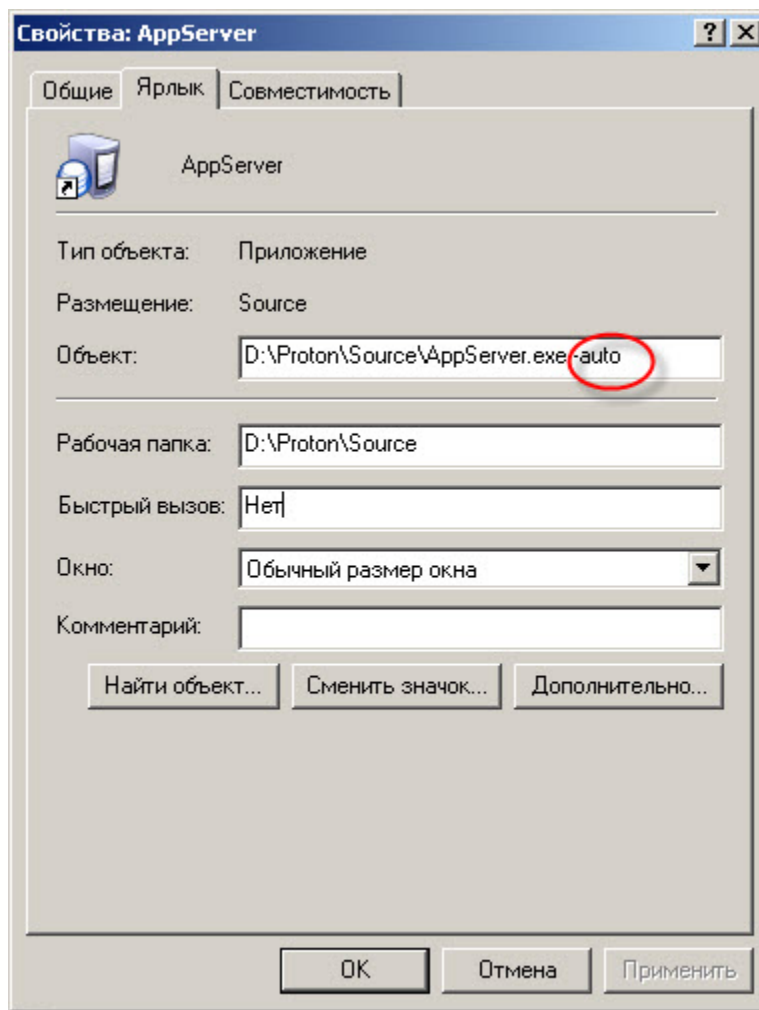 Свойства: AppServer
Общие Ярлык Совместимость
AppServer
Тип объекта: Приложение
Размещение: Source
Объект: D:\Proton\Source\AppServer.exe -auto
Рабочая папка: D:\Proton\Source
Быстрый вызов: Нет
Окно: Обычный размер окна
Комментарий:
Найти объект... Сменить значок... Дополнительно...
OK Отмена Применить